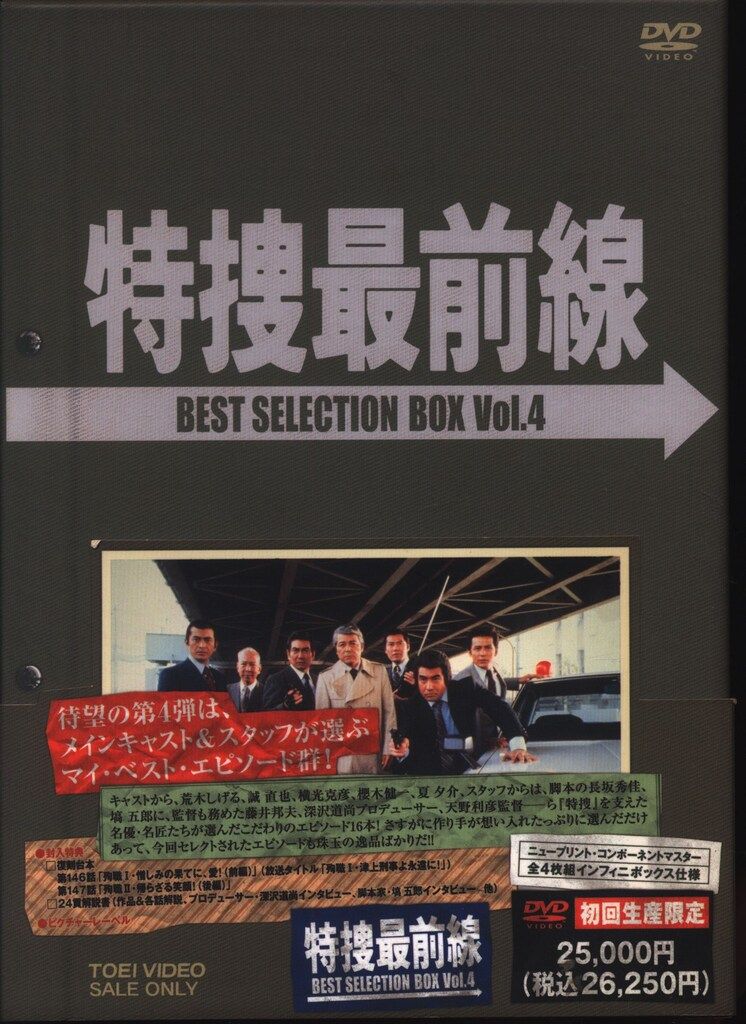 DVD
VIDEO
特捜最前線
BEST SELECTION BOX Vol.4
待望の第4弾は、
メインキャスト&スタッフが選ぶ
マイ・ベスト・エピソード群!
キャストから、荒木しげる、誠 直也、横光克彦、櫻木健一、夏 夕介、スタッフからは、脚本の長坂秀佳、
塙 五郎に、監督も務めた藤井邦夫、深沢道尚プロデューサー、天野利彦監督——ら『特捜』を支えた
名優・名匠たちが選んだこだわりのエピソード16本!さすがに作り手が想い入れたっぷりに選んだだけ
あって、今回セレクトされたエピソードも珠玉の逸品ばかりだ!!
●封入特典
□復刻台本
第146話「殉職Ⅰ・憎しみの果てに、愛!(前編)」(放送タイトル「殉職Ⅰ・津上刑事よ永遠に!」)
第147話「殉職Ⅱ・帰らざる笑顔!(後編)」
□24頁解説書(作品&各話解説、プロデューサー・深沢道尚インタビュー、脚本家・塙 五郎インタビュー 他)
●ピクチャーレーベル
ニュープリント・コンポーネントマスター
全4枚組インフィニボックス仕様
DVD
VIDEO
初回生産限定
25,000円
(税込26,250円)
特捜最前線
BEST SELECTION BOX Vol.4
TOEI VIDEO
SALE ONLY